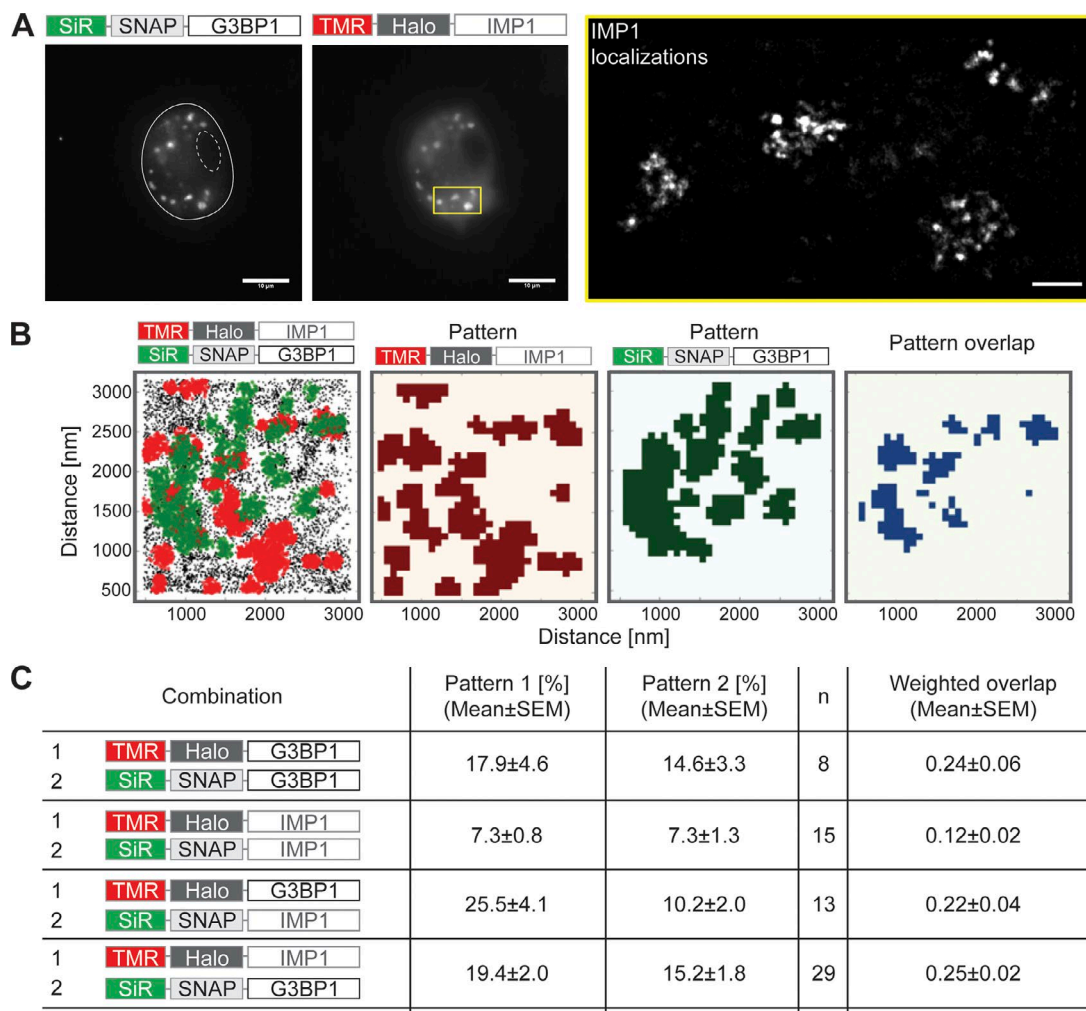 A
SiR SNAP G3BP1
TMR Halo IMP1
IMP1
localizations
10 µm
10 µm
B
TMR Halo IMP1
SiR SNAP G3BP1
Pattern
TMR Halo IMP1
Pattern
SiR SNAP G3BP1
Pattern overlap
Distance [nm]
3000
2500
2000
1500
1000
500
1000 2000 3000
1000 2000 3000
1000 2000 3000
1000 2000 3000
Distance [nm]
C
Combination
Pattern 1 [%]
(Mean±SEM)
Pattern 2 [%]
(Mean±SEM)
n
Weighted overlap
(Mean±SEM)
1 TMR Halo G3BP1
2 SiR SNAP G3BP1
17.9±4.6 14.6±3.3 8 0.24±0.06
1 TMR Halo IMP1
2 SiR SNAP IMP1
7.3±0.8 7.3±1.3 15 0.12±0.02
1 TMR Halo G3BP1
2 SiR SNAP IMP1
25.5±4.1 10.2±2.0 13 0.22±0.04
1 TMR Halo IMP1
2 SiR SNAP G3BP1
19.4±2.0 15.2±1.8 29 0.25±0.02